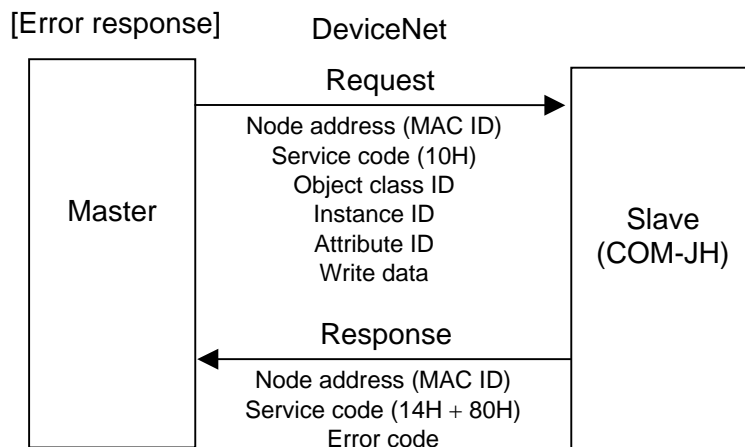 [Error response]
DeviceNet
Request
Node address (MAC ID)
Service code (10H)
Object class ID
Instance ID
Attribute ID
Write data
Master
Slave
(COM-JH)
Response
Node address (MAC ID)
Service code (14H + 80H)
Error code